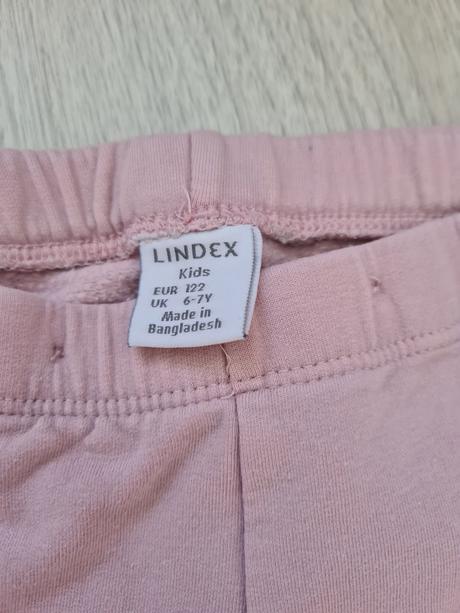 LINDEX
Kids
EUR 122
UK 6-7Y
Made in
Bangladesh